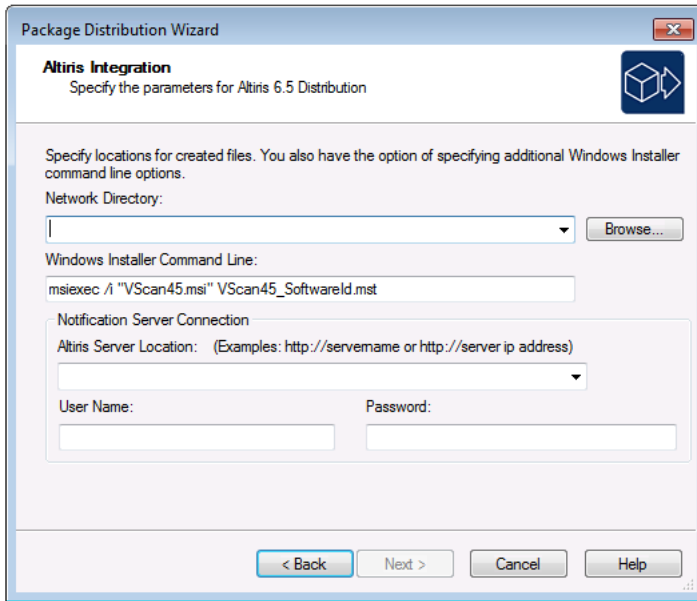 Package Distribution Wizard
Altiris Integration
Specify the parameters for Altiris 6.5 Distribution
Specify locations for created files. You also have the option of specifying additional Windows Installer
command line options.
Network Directory:
Browse...
Windows Installer Command Line:
msiexec /i "VScan45.msi" VScan45_SoftwareId.mst
Notification Server Connection
Altiris Server Location: (Examples: http://servername or http://server ip address)
User Name: Password:
< Back Next > Cancel Help